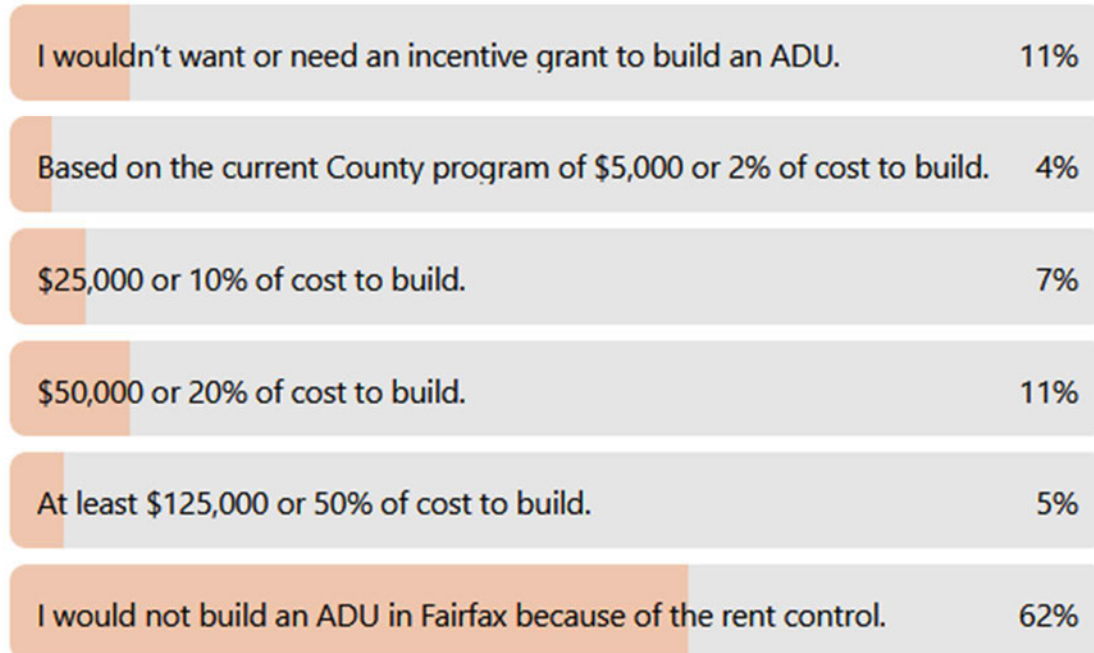 I wouldn't want or need an incentive grant to build an ADU. 11%
Based on the current County program of $5,000 or 2% of cost to build. 4%
$25,000 or 10% of cost to build. 7%
$50,000 or 20% of cost to build. 11%
At least $125,000 or 50% of cost to build. 5%
I would not build an ADU in Fairfax because of the rent control. 62%